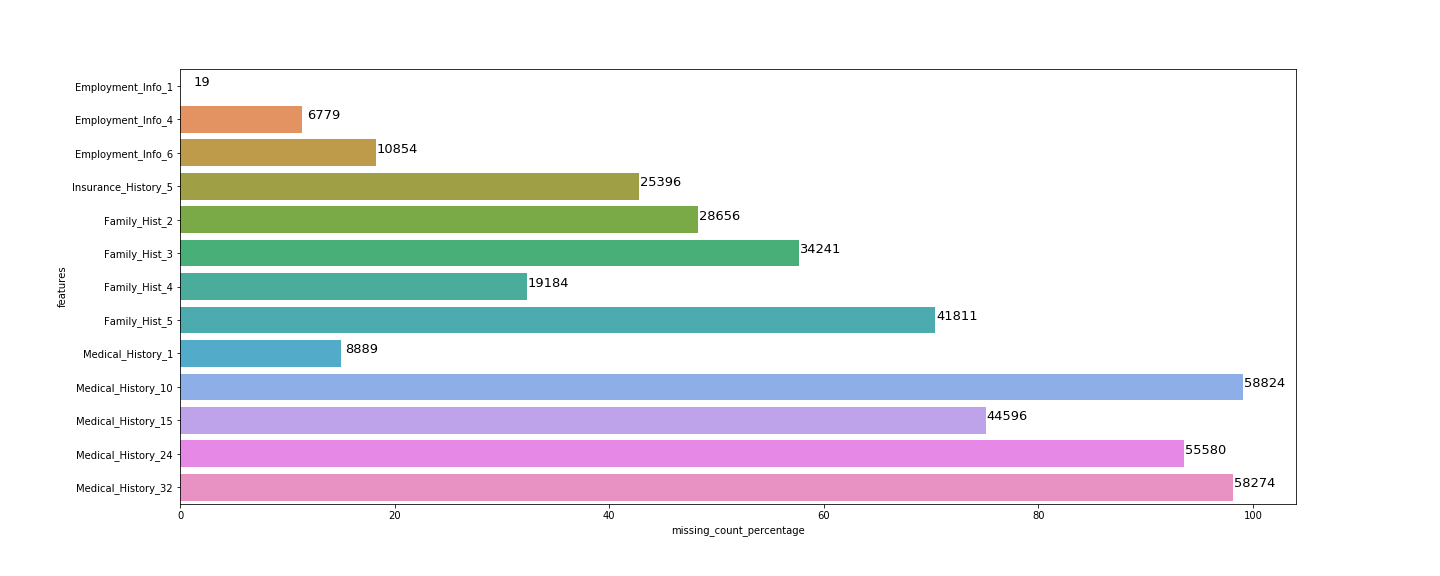 Employment_Info_1 19
Employment_Info_4 6779
Employment_Info_6 10854
Insurance_History_5 25396
Family_Hist_2 28656
Family_Hist_3 34241
Family_Hist_4 19184
Family_Hist_5 41811
Medical_History_1 8889
Medical_History_10 58824
Medical_History_15 44596
Medical_History_24 55580
Medical_History_32 58274
features
0 20 40 60 80 100
missing_count_percentage